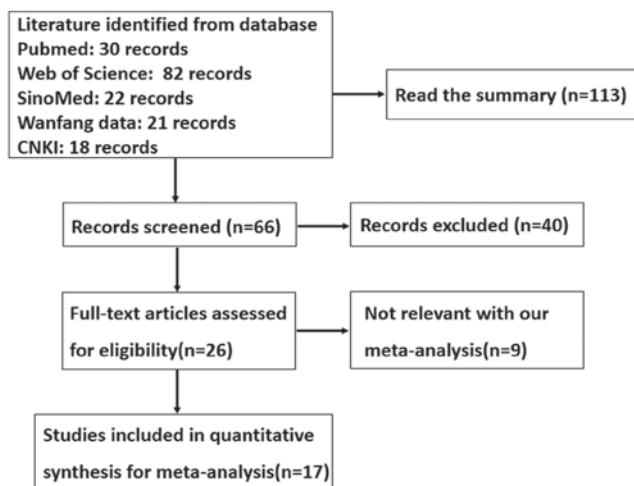 Literature identified from database
Pubmed: 30 records
Web of Science: 82 records
SinoMed: 22 records
Wanfang data: 21 records
CNKI: 18 records
Read the summary (n=113)
Records screened (n=66)
Records excluded (n=40)
Full-text articles assessed
for eligibility(n=26)
Not relevant with our
meta-analysis(n=9)
Studies included in quantitative
synthesis for meta-analysis(n=17)